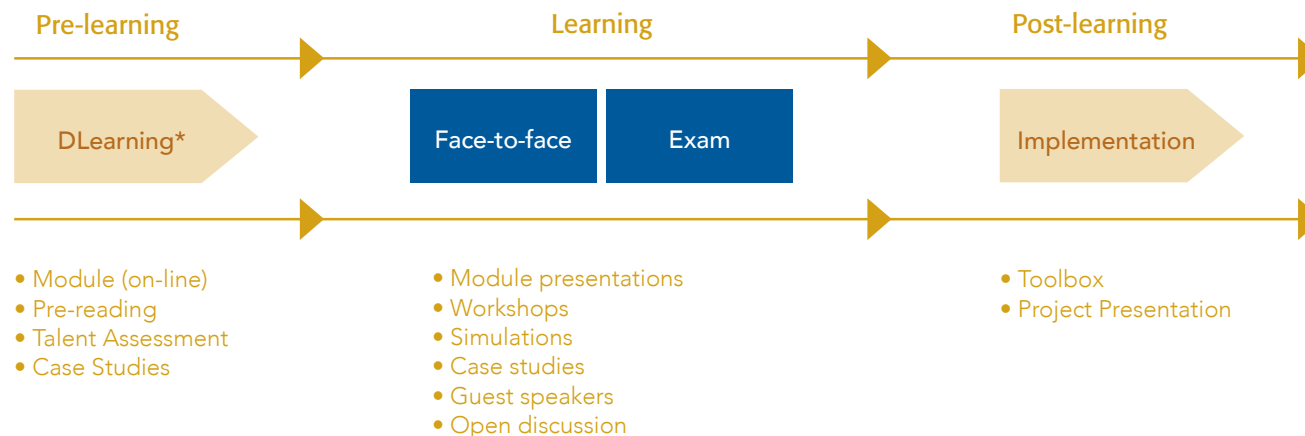 Pre-learning
Learning
Post-learning
DLearning*
Face-to-face
Exam
Implementation
• Module (on-line)
• Pre-reading
• Talent Assessment
• Case Studies
• Module presentations
• Workshops
• Simulations
• Case studies
• Guest speakers
• Open discussion
• Toolbox
• Project Presentation